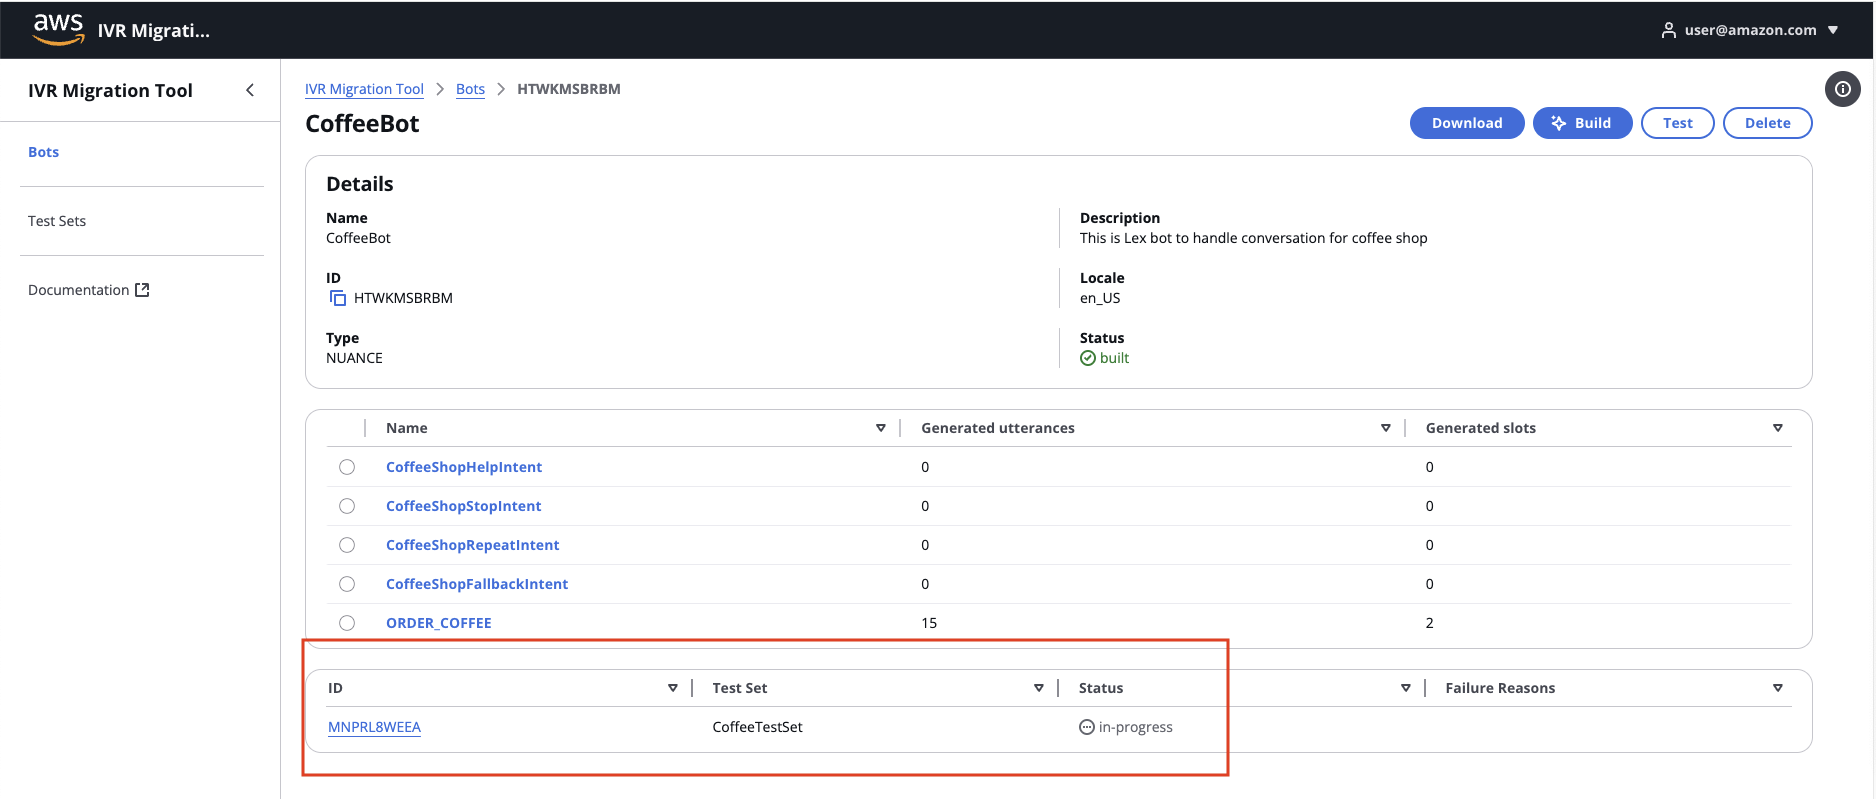 aws IVR Migrati...
user@amazon.com
IVR Migration Tool
Bots
Test Sets
Documentation
IVR Migration Tool > Bots > HTWKMSBRBM
CoffeeBot
Download Build Test Delete
Details
Name
CoffeeBot
Description
This is Lex bot to handle conversation for coffee shop
ID
HTWKMSBRBM
Locale
en_US
Type
NUANCE
Status
built
Name Generated utterances Generated slots
CoffeeShopHelpIntent 0 0
CoffeeShopStopIntent 0 0
CoffeeShopRepeatIntent 0 0
CoffeeShopFallbackIntent 0 0
ORDER_COFFEE 15 2
ID Test Set Status Failure Reasons
MNPRL8WEEA CoffeeTestSet in-progress